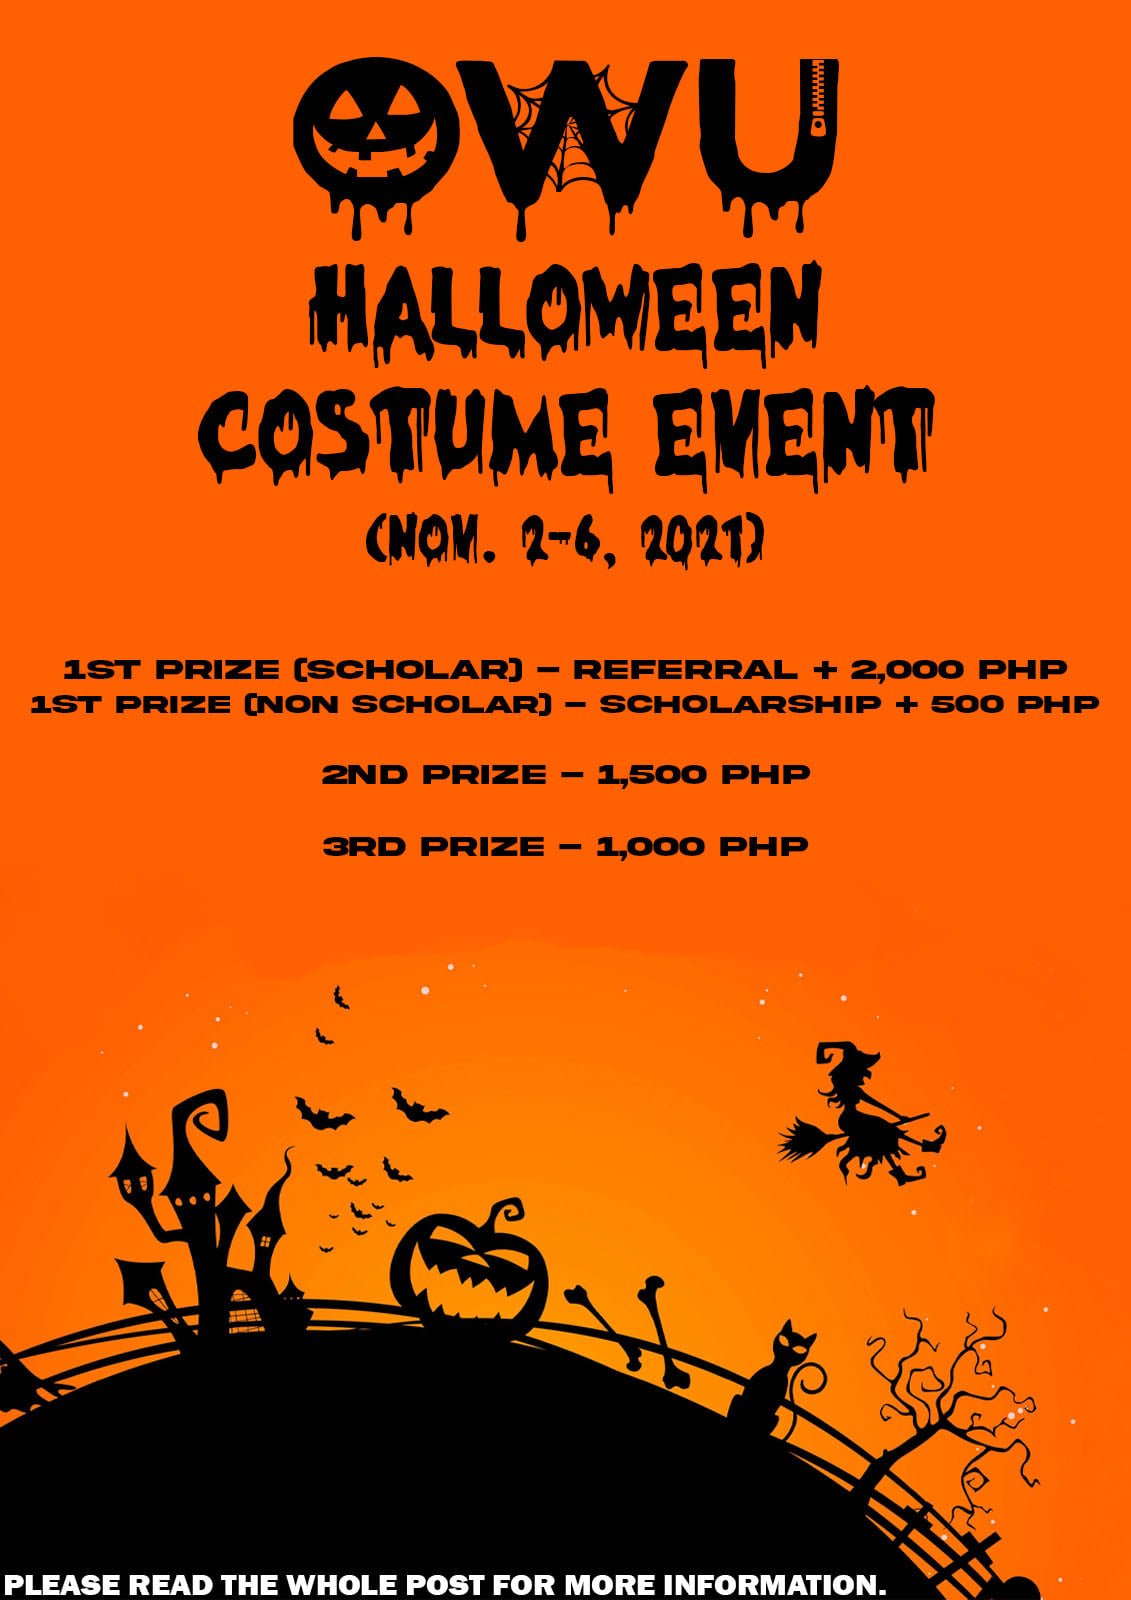 OWU
HALLOWEEN
COSTUME EVENT
(NOV. 2-6, 2021)
1ST PRIZE (SCHOLAR) - REFERRAL + 2,000 PHP
1ST PRIZE (NON SCHOLAR) - SCHOLARSHIP + 500 PHP
2ND PRIZE - 1,500 PHP
3RD PRIZE - 1,000 PHP
PLEASE READ THE WHOLE POST FOR MORE INFORMATION.